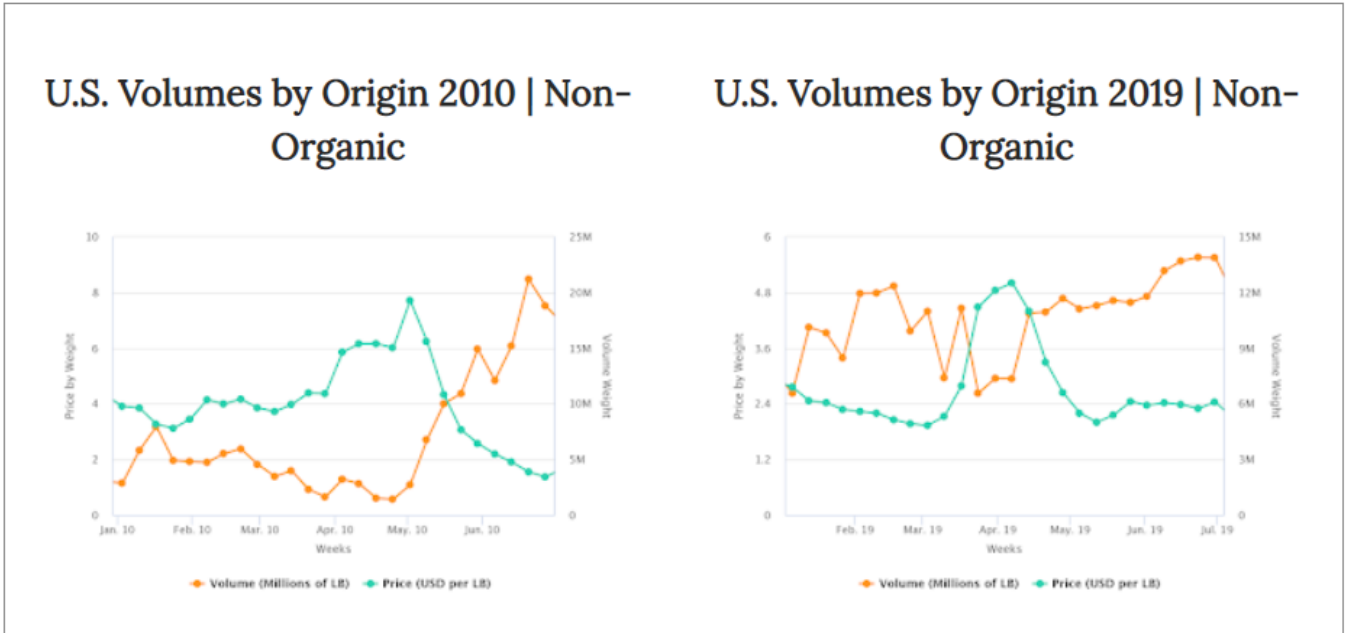 U.S. Volumes by Origin 2010 | Non-
Organic
10
8
6
4
2
0
Price by Weight
25M
20M
15M
10M
5M
0
Volume Weight
Jan. 10 Feb. 10 Mar. 10 Apr. 10 May. 10 Jun. 10
Weeks
Volume (Millions of LB) Price (USD per LB)
U.S. Volumes by Origin 2019 | Non-
Organic
6
4.8
3.6
2.4
1.2
0
Price by Weight
15M
12M
9M
6M
3M
0
Volume Weight
Feb. 19 Mar. 19 Apr. 19 May. 19 Jun. 19 Jul. 19
Weeks
Volume (Millions of LB) Price (USD per LB)